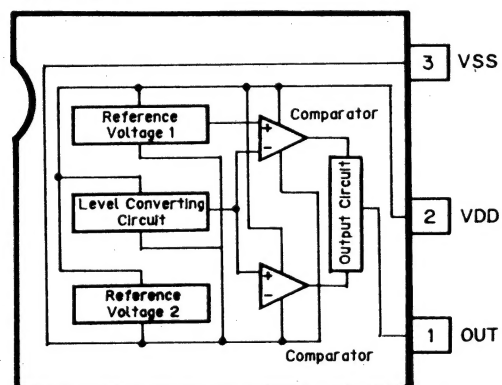 3 VSS
Comparator
Reference
Voltage 1
+
−
Level Converting
Circuit
Output Circuit
2 VDD
+
−
Reference
Voltage 2
1 OUT
Comparator